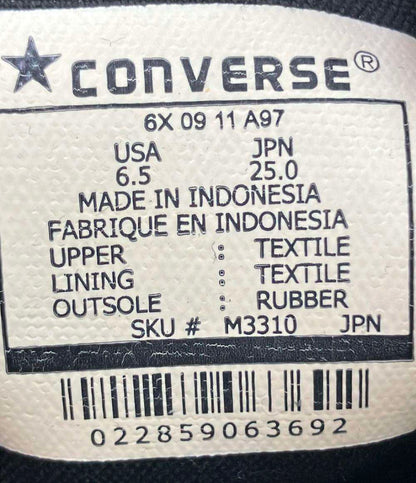 CONVERSE®
6X 09 11 A97
USA JPN
6.5 25.0
MADE IN INDONESIA
FABRIQUE EN INDONESIA
UPPER : TEXTILE
LINING : TEXTILE
OUTSOLE : RUBBER
SKU # M3310 JPN
022859063692